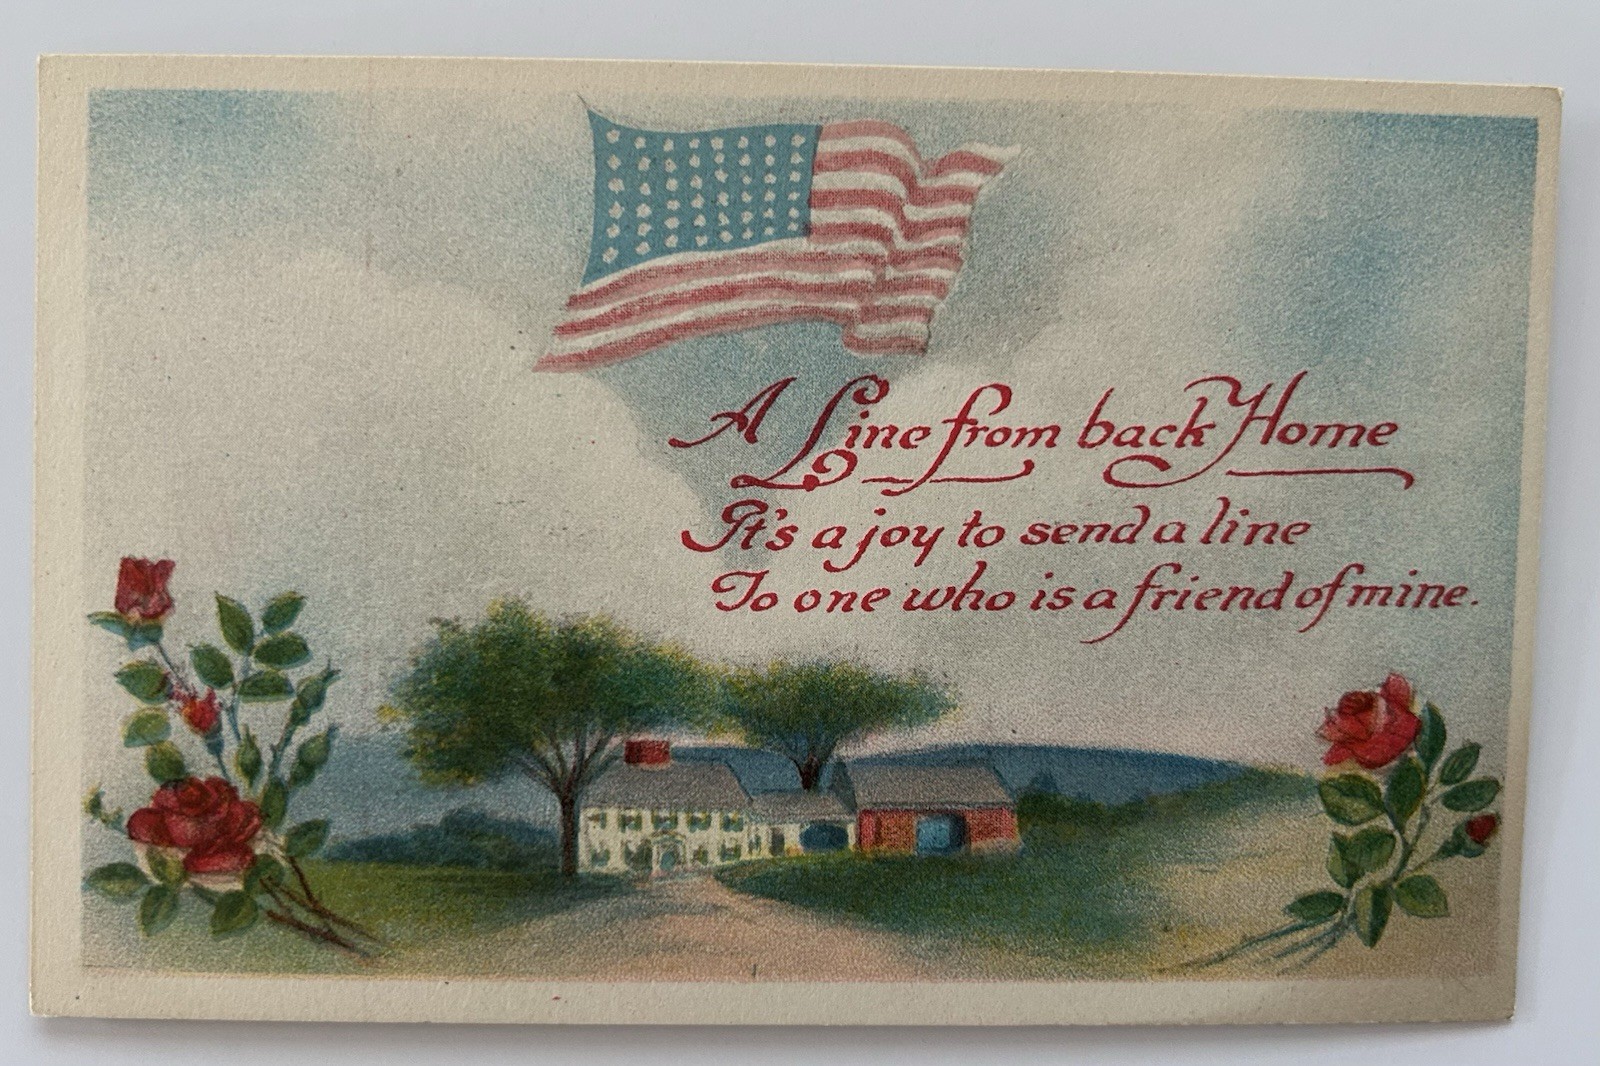 A Line from back Home
It's a joy to send a line
To one who is a friend of mine.